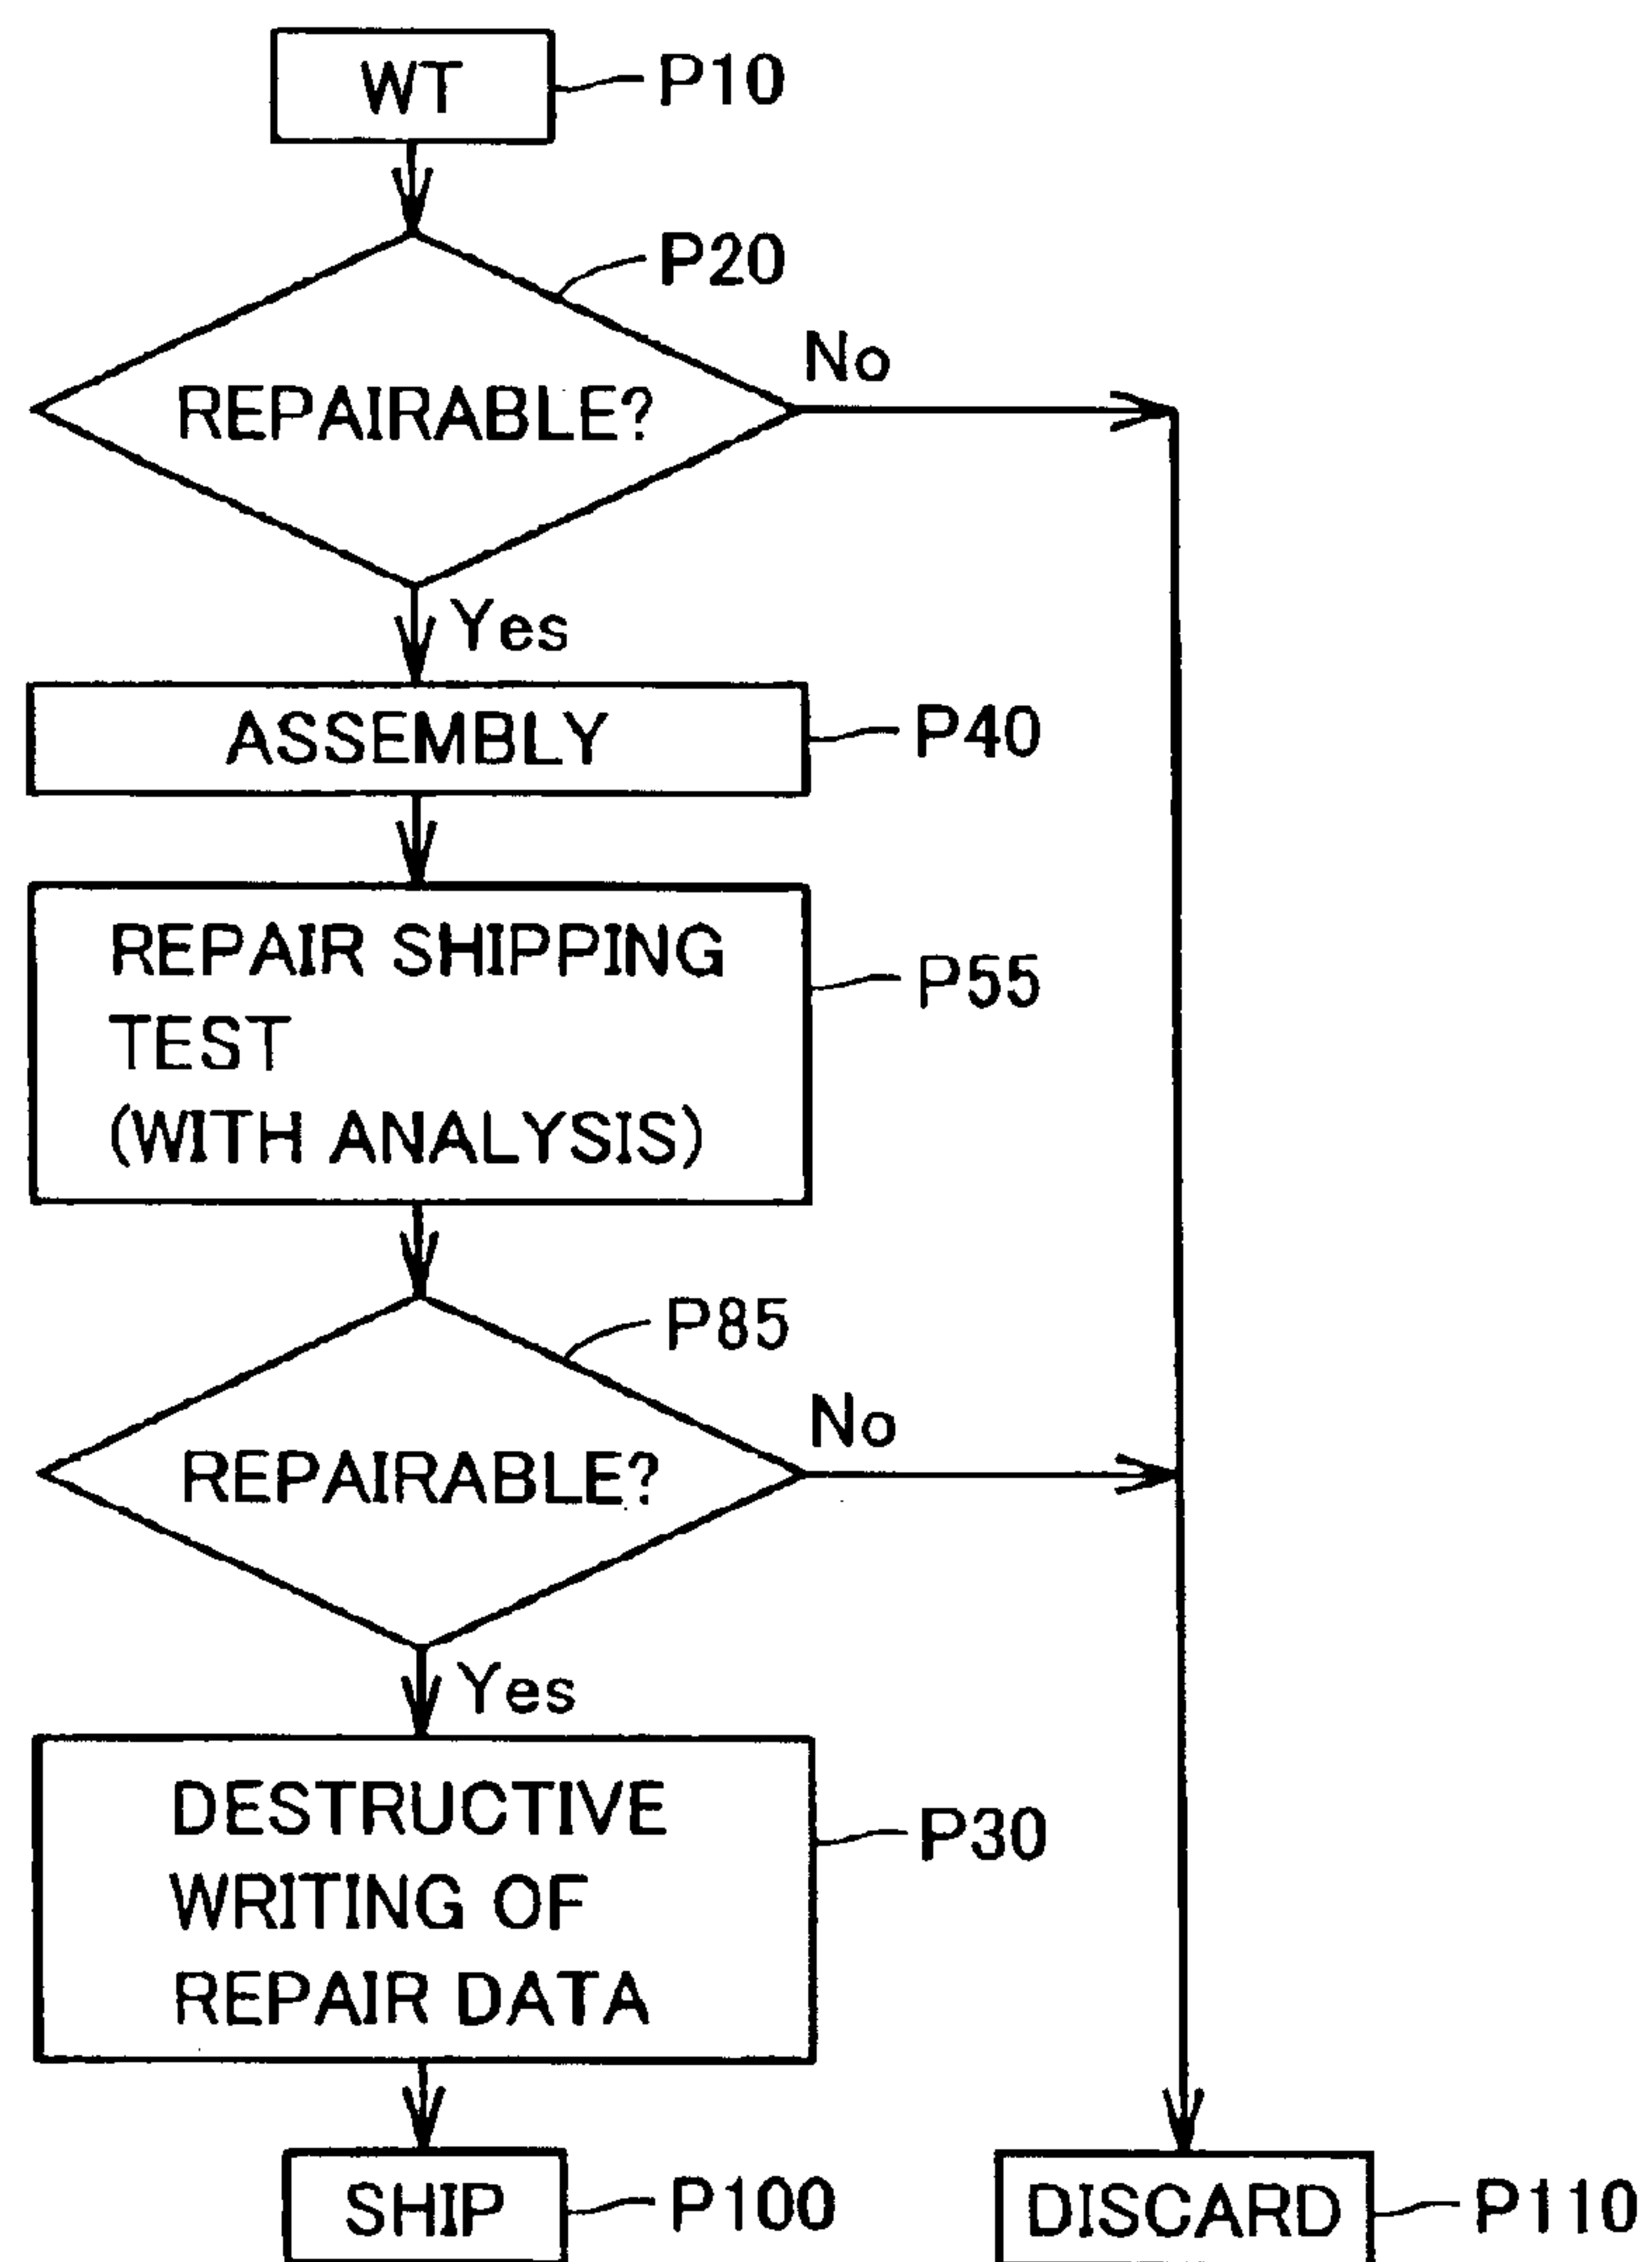 WT
P10
P20
REPAIRABLE?
No
Yes
ASSEMBLY
P40
REPAIR SHIPPING
TEST
(WITH ANALYSIS)
P55
P85
REPAIRABLE?
No
Yes
DESTRUCTIVE
WRITING OF
REPAIR DATA
P30
SHIP
P100
DISCARD
P110